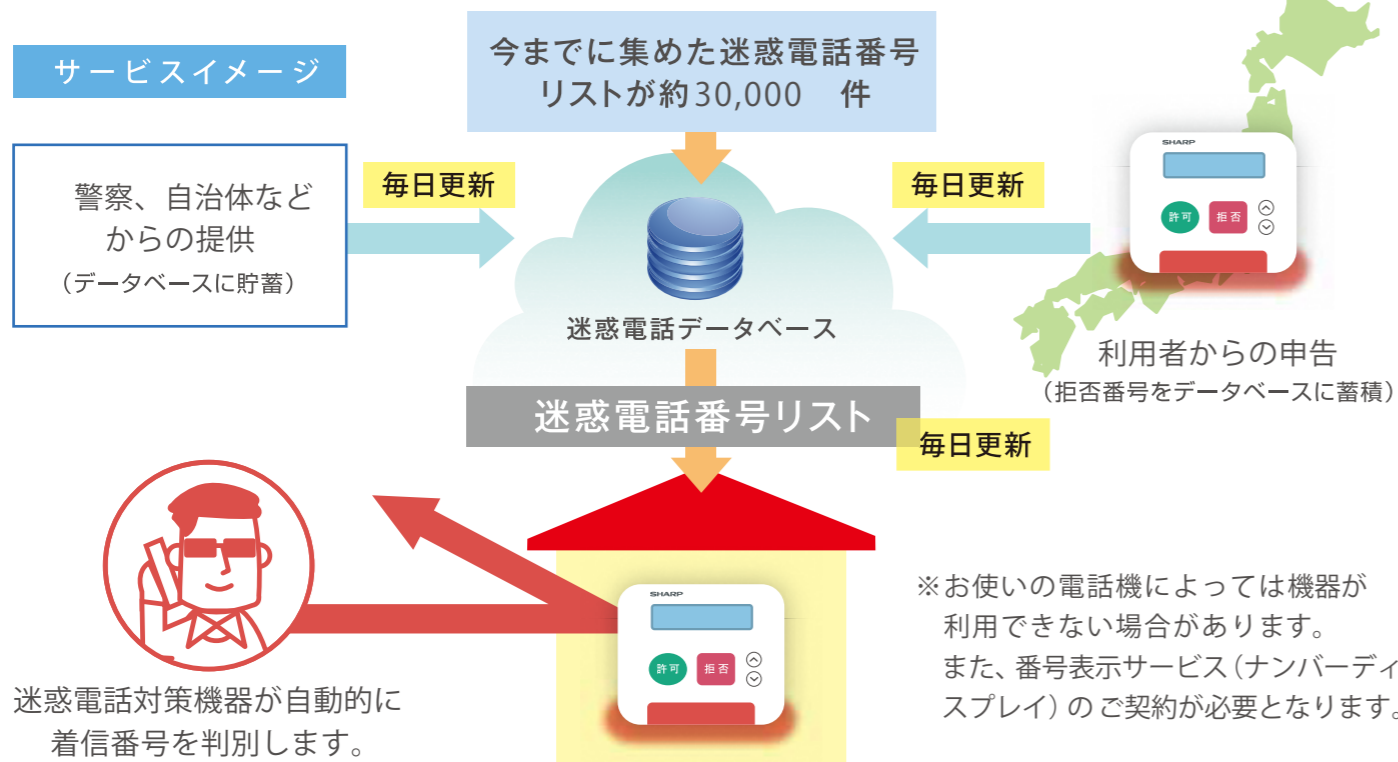 サービスイメージ
今までに集めた迷惑電話番号
リストが約30,000 件
警察、自治体など
からの提供
(データベースに貯蓄)
毎日更新
毎日更新
SHARP
許可
拒否
迷惑電話データベース
利用者からの申告
(拒否番号をデータベースに蓄積)
迷惑電話番号リスト
毎日更新
SHARP
許可
拒否
迷惑電話対策機器が自動的に
着信番号を判別します。
※お使いの電話機によっては機器が
利用できない場合があります。
また、番号表示サービス(ナンバーディ
スプレイ)のご契約が必要となります。